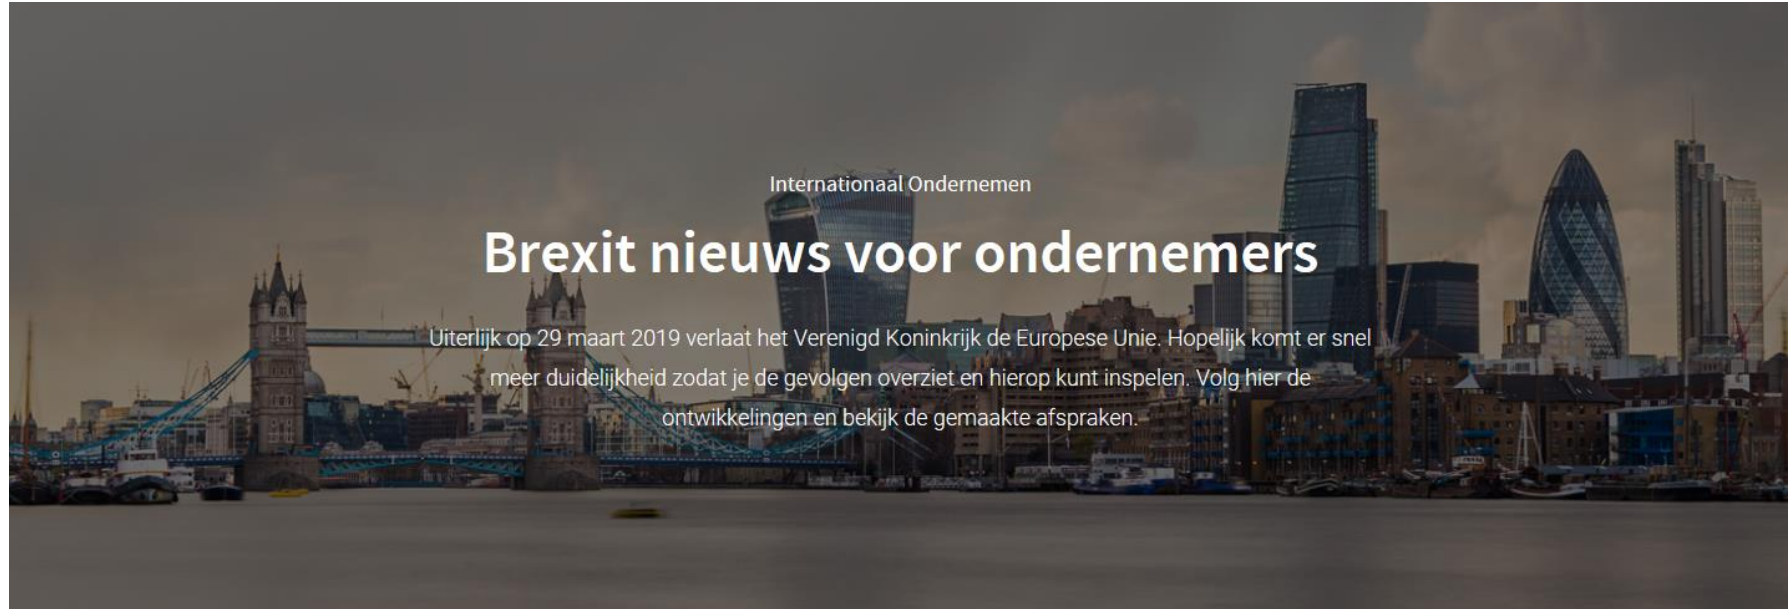 Internationaal Ondernemen
Brexit nieuws voor ondernemers
Uiterlijk op 29 maart 2019 verlaat het Verenigd Koninkrijk de Europese Unie. Hopelijk komt er snel
meer duidelijkheid zodat je de gevolgen overziet en hierop kunt inspelen. Volg hier de
ontwikkelingen en bekijk de gemaakte afspraken.